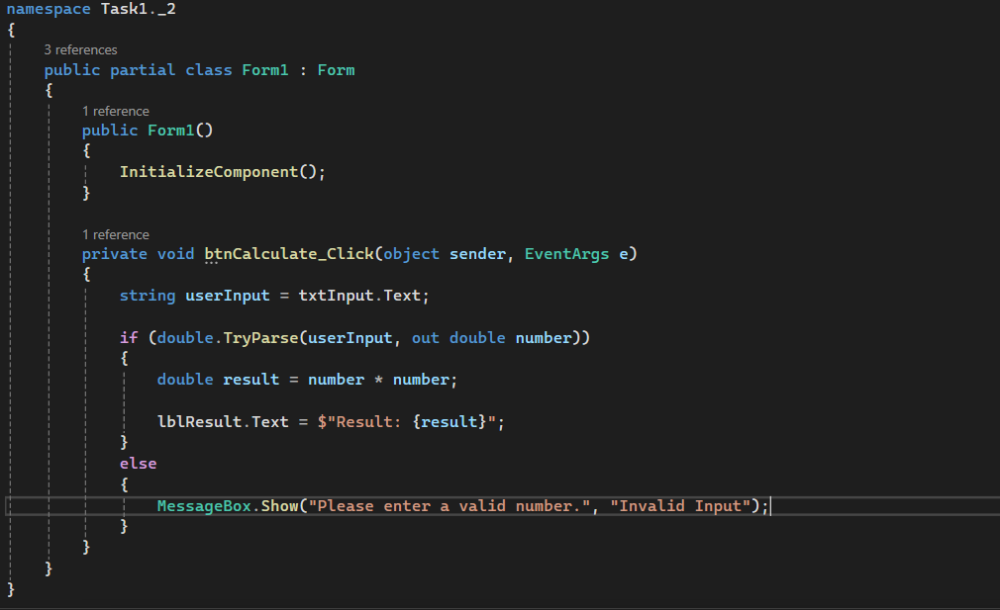 namespace Task1._2
{
3 references
public partial class Form1 : Form
{
1 reference
public Form1()
{
InitializeComponent();
}
1 reference
private void btnCalculate_Click(object sender, EventArgs e)
{
string userInput = txtInput.Text;
if (double.TryParse(userInput, out double number))
{
double result = number * number;
lblResult.Text = $"Result: {result}";
}
else
{
MessageBox.Show("Please enter a valid number.", "Invalid Input");
}
}
}
}